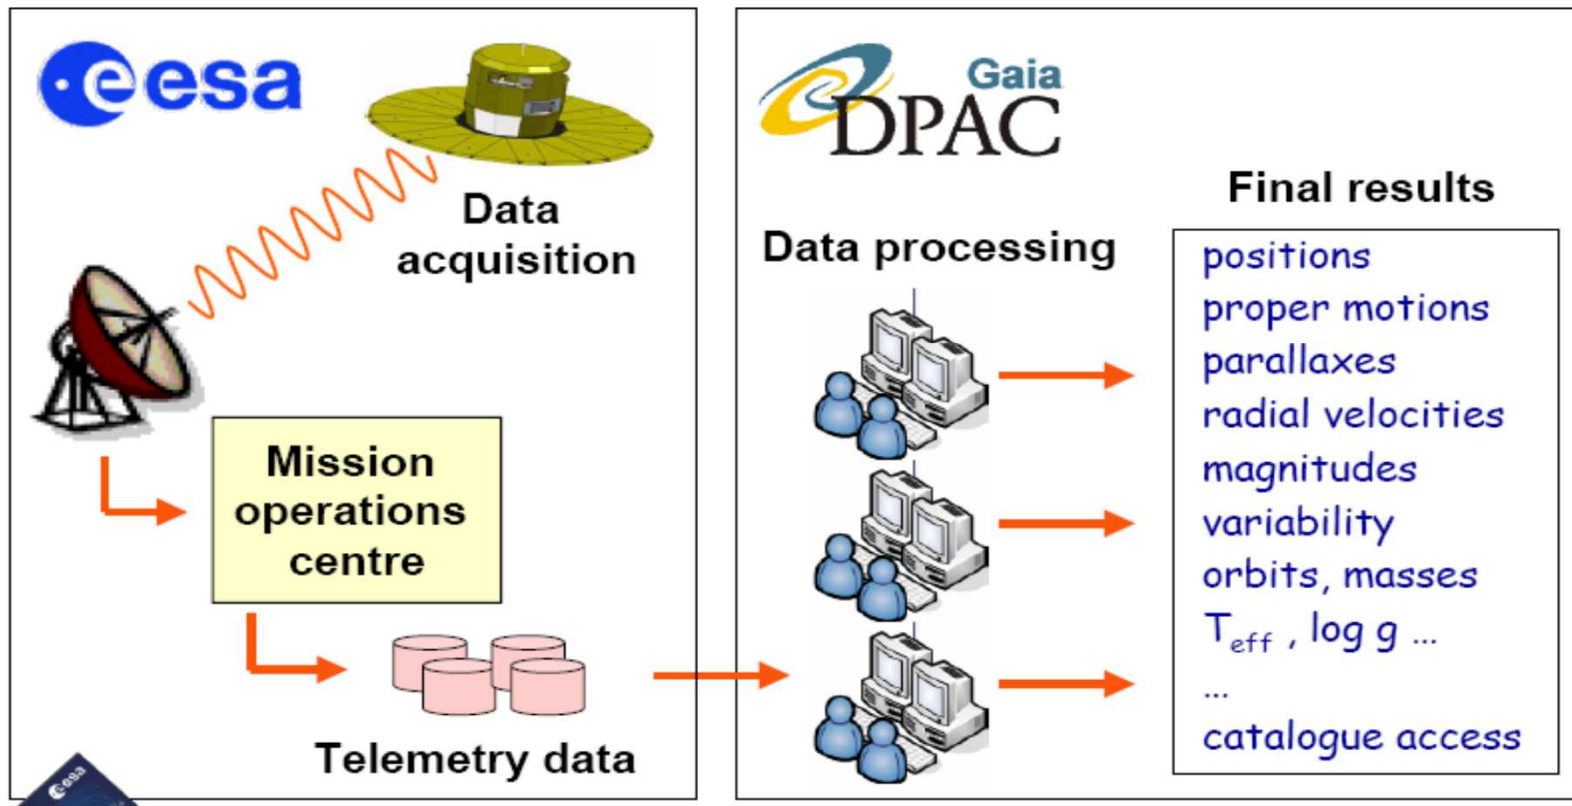 esa
Data
acquisition
Mission
operations
centre
Telemetry data
esa
Gaia
DPAC
Data processing
Final results
positions
proper motions
parallaxes
radial velocities
magnitudes
variability
orbits, masses
Teff , log g ...
...
catalogue access